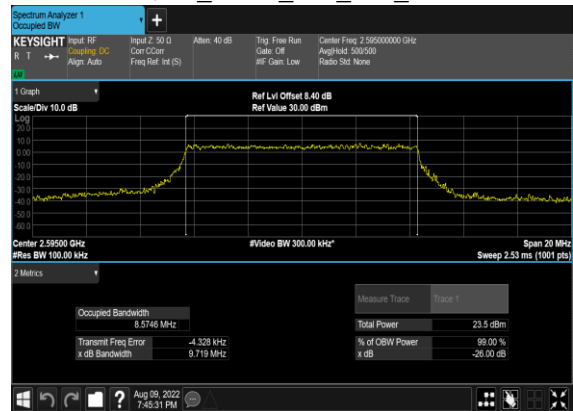 Spectrum Analyzer 1
Occupied BW
+
KEYSIGHT Input: RF Input Z: 50 Ω Atten: 40 dB Trig: Free Run Center Freq: 2.595000000 GHz
R T Coupling: DC Corr CCorr Gate: Off Avg|Hold: 500/500
Align: Auto Freq Ref: Int (S) #IF Gain: Low Radio Std: None
LU
1 Graph
Ref Lvl Offset 8.40 dB
Scale/Div 10.0 dB Ref Value 30.00 dBm
Log
20.0
10.0
0.00
-10.0
-20.0
-30.0
-40.0
-50.0
-60.0
Center 2.59500 GHz #Video BW 300.00 kHz* Span 20 MHz
#Res BW 100.00 kHz Sweep 2.53 ms (1001 pts)
2 Metrics
Measure Trace Trace 1
Occupied Bandwidth
8.5746 MHz Total Power 23.5 dBm
Transmit Freq Error -4.328 kHz % of OBW Power 99.00 %
x dB Bandwidth 9.719 MHz x dB -26.00 dB
? Aug 09, 2022
7:45:31 PM